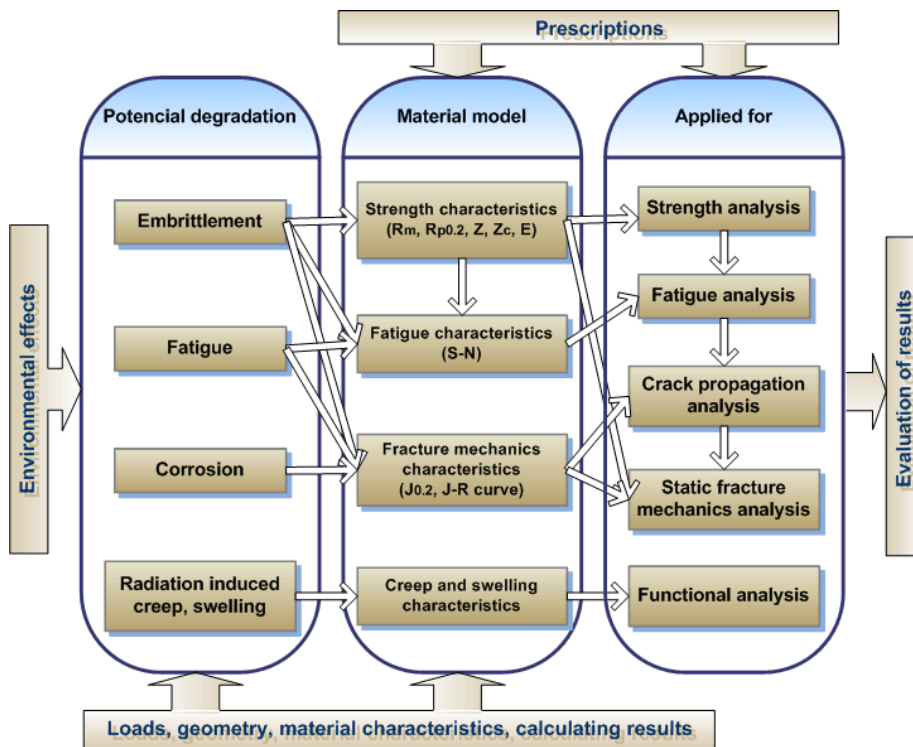 Prescriptions
Potencial degradation
Material model
Applied for
Environmental effects
Embrittlement
Fatigue
Corrosion
Radiation induced
creep, swelling
Strength characteristics
(Rm, Rp0.2, Z, Zc, E)
Fatigue characteristics
(S-N)
Fracture mechanics
characteristics
(J0.2, J-R curve)
Creep and swelling
characteristics
Strength analysis
Fatigue analysis
Crack propagation
analysis
Static fracture
mechanics analysis
Functional analysis
Evaluation of results
Loads, geometry, material characteristics, calculating results